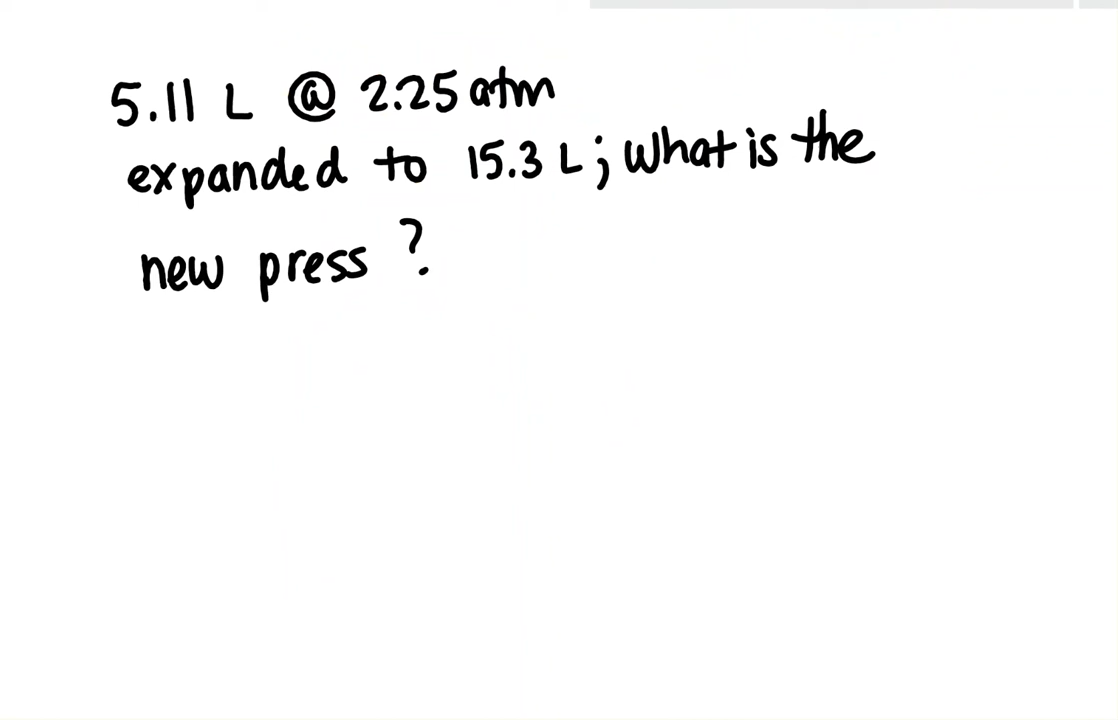 5.11 L @ 2.25 atm
expanded to 15.3 L; what is the
new press ?